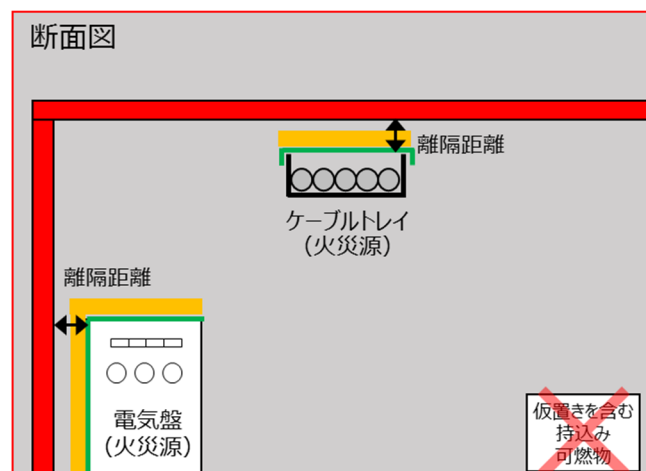 断面図
離隔距離
ケーブルトレイ
(火災源)
離隔距離
電気盤
(火災源)
仮置きを含む
持込み
可燃物